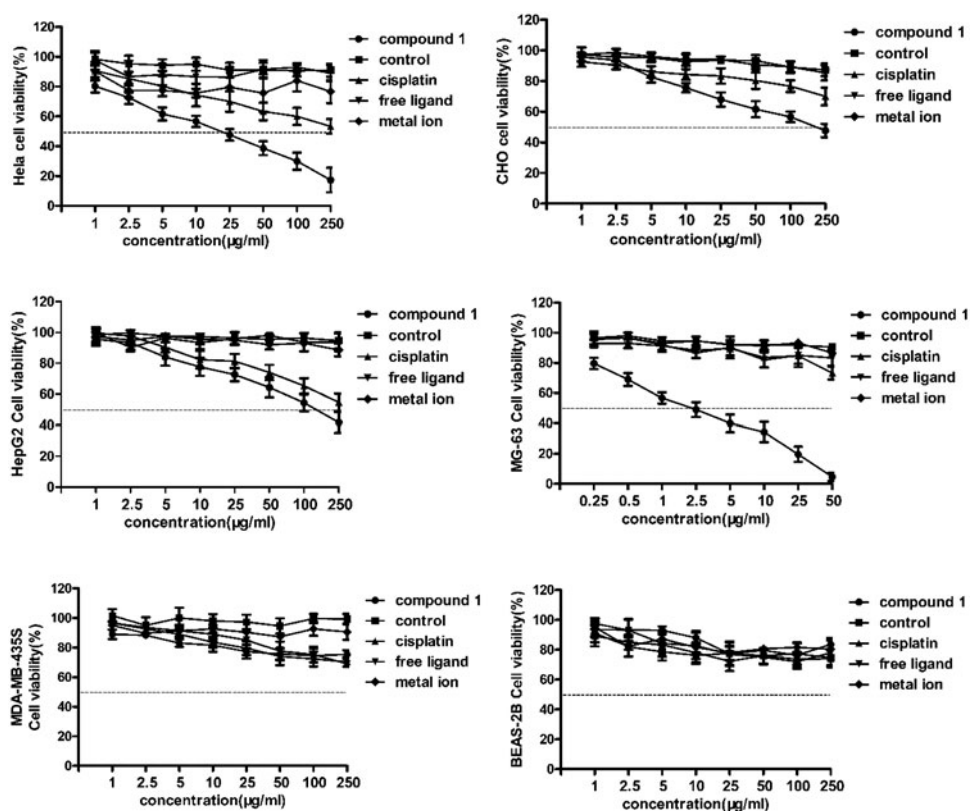 Hela cell viability(%)
120
100
80
60
40
20
0
1 2.5 5 10 25 50 100 250
concentration(µg/ml)
compound 1
control
cisplatin
free ligand
metal ion
CHO cell viability(%)
120
100
80
60
40
20
0
1 2.5 5 10 25 50 100 250
concentration(µg/ml)
compound 1
control
cisplatin
free ligand
metal ion
HepG2 Cell viability(%)
120
100
80
60
40
20
0
1 2.5 5 10 25 50 100 250
concentration(µg/ml)
compound 1
control
cisplatin
free ligand
metal ion
MG-63 Cell viability(%)
120
100
80
60
40
20
0
0.25 0.5 1 2.5 5 10 25 50
concentration(µg/ml)
compound 1
control
cisplatin
free ligand
metal ion
MDA-MB-435S
Cell viability(%)
120
100
80
60
40
20
0
1 2.5 5 10 25 50 100 250
concentration(µg/ml)
compound 1
control
cisplatin
free ligand
metal ion
BEAS-2B Cell viability(%)
120
100
80
60
40
20
0
1 2.5 5 10 25 50 100 250
concentration(µg/ml)
compound 1
control
cisplatin
free ligand
metal ion